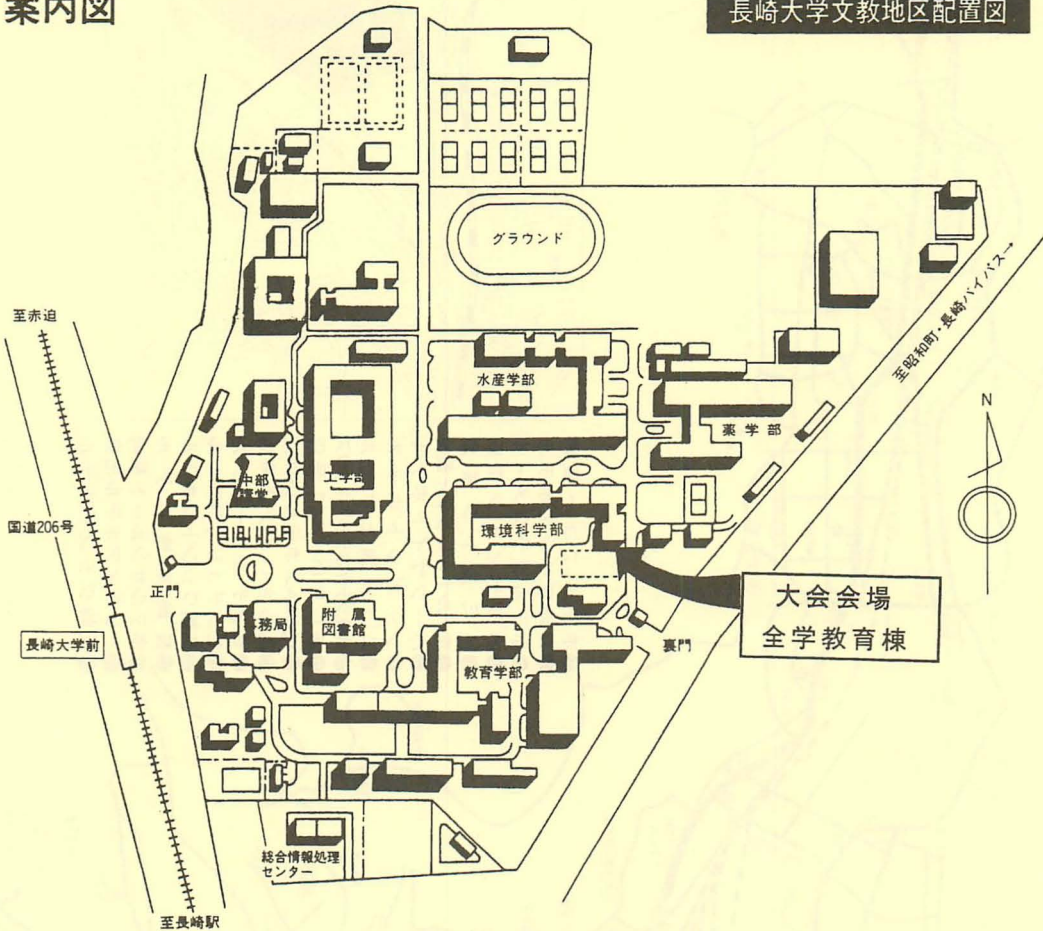 案内図
長崎大学文教地区配置図
グラウンド
至赤迫
至昭和町・長崎バイパス→
水産学部
薬学部
N
中部
講堂
工学部
国道206号
環境科学部
正門
大会会場
全学教育棟
事務局
附属
図書館
長崎大学前
裏門
教育学部
総合情報処理
センター
至長崎駅